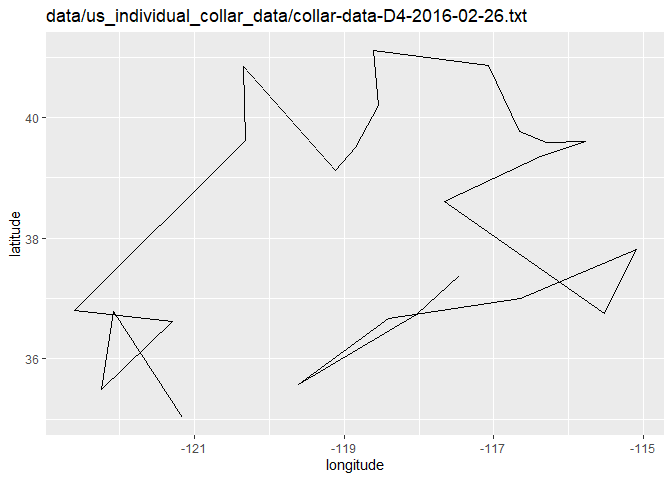 data/us_individual_collar_data/collar-data-D4-2016-02-26.txt
40
38
36
latitude
-121
-119
-117
-115
longitude